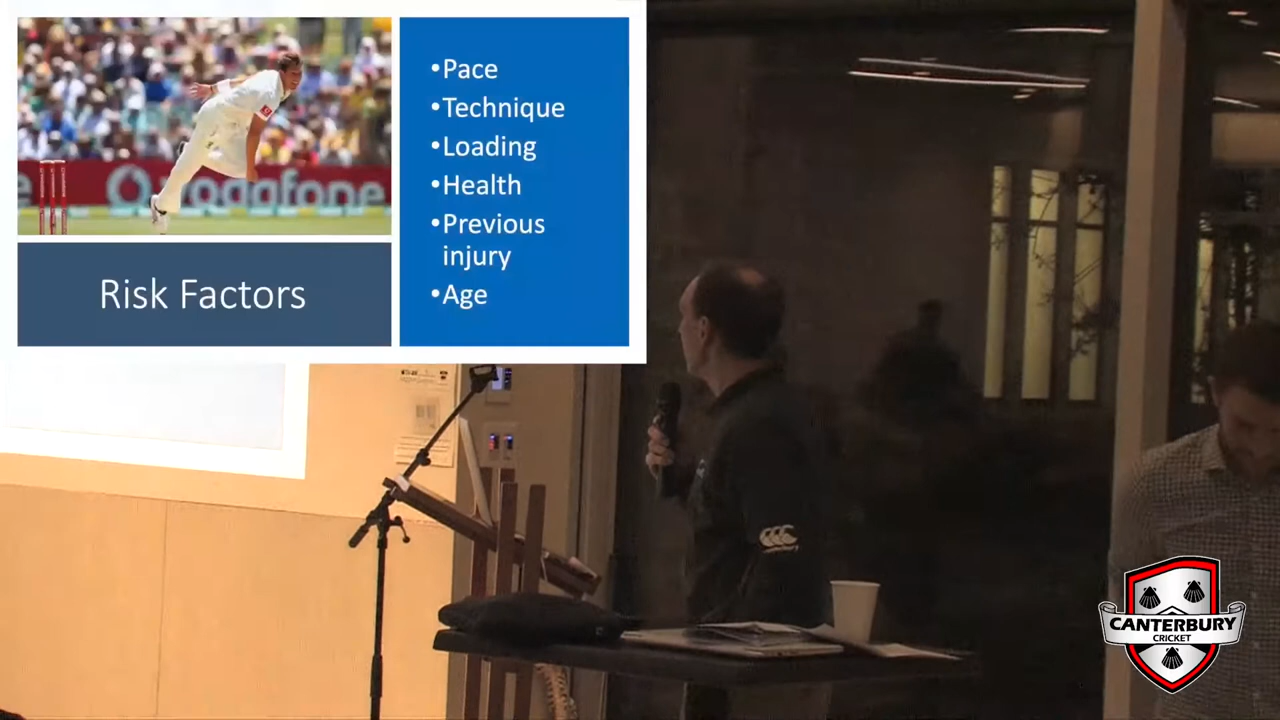 vodafone
Risk Factors
•Pace
•Technique
•Loading
•Health
•Previous
injury
•Age
CANTERBURY
CRICKET